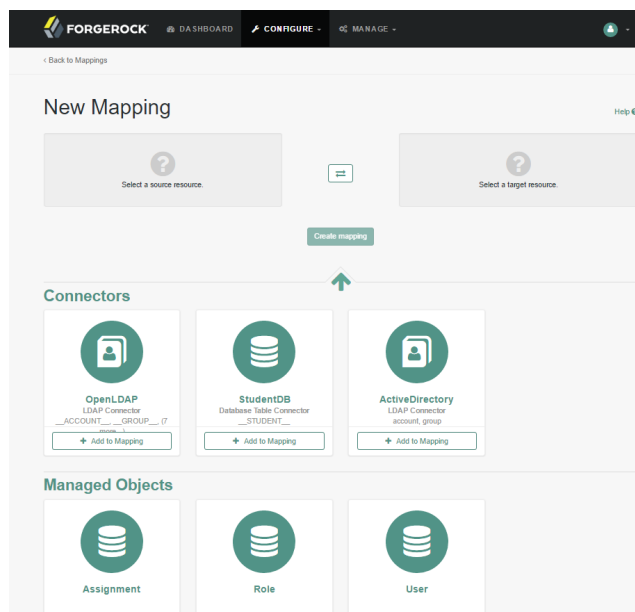 FORGEROCK DASHBOARD CONFIGURE MANAGE
< Back to Mappings
New Mapping
Help
Select a source resource. Select a target resource.
Create mapping
Connectors
OpenLDAP StudentDB ActiveDirectory
LDAP Connector Database Table Connector LDAP Connector
__ACCOUNT__, __GROUP__, (7 __STUDENT__ account, group
+ Add to Mapping + Add to Mapping + Add to Mapping
Managed Objects
Assignment Role User